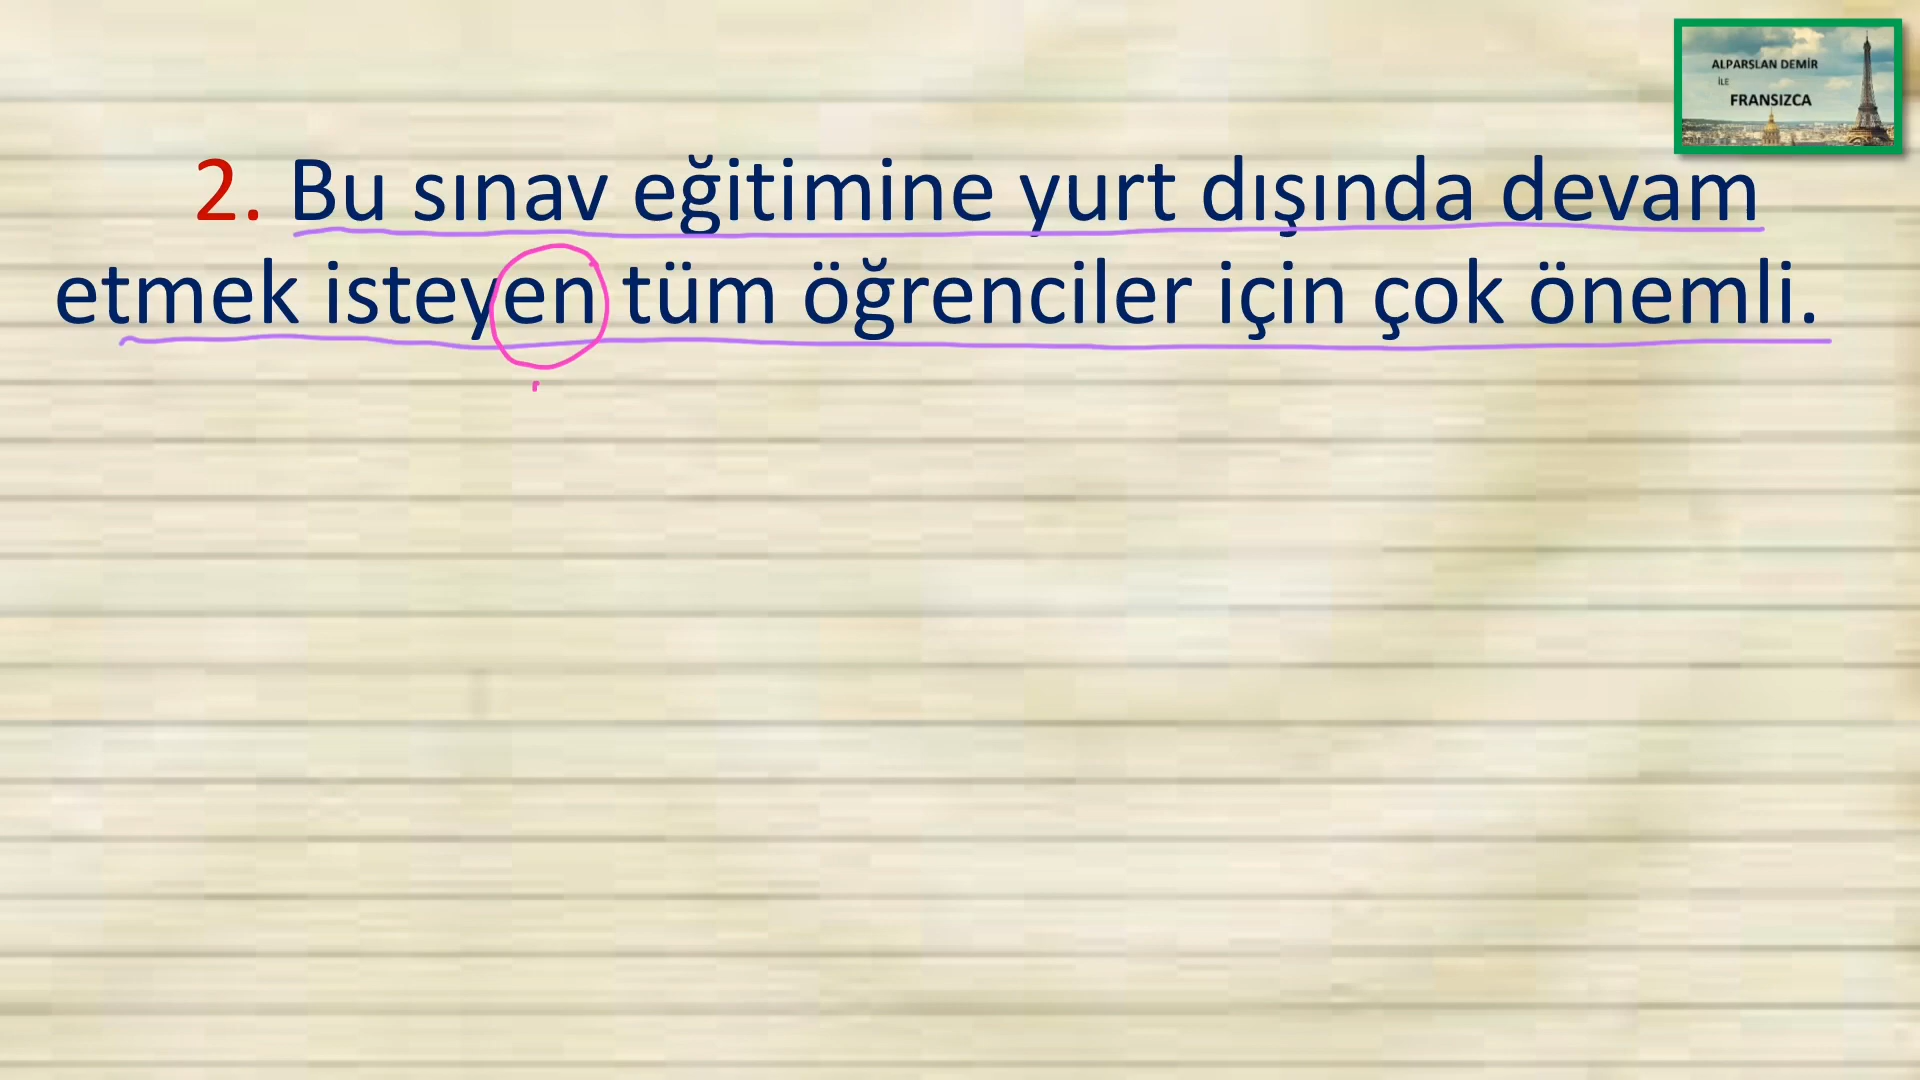 ALPARSLAN DEMİR
İLE
FRANSIZCA
2. Bu sınav eğitimine yurt dışında devam
etmek isteyen tüm öğrenciler için çok önemli.